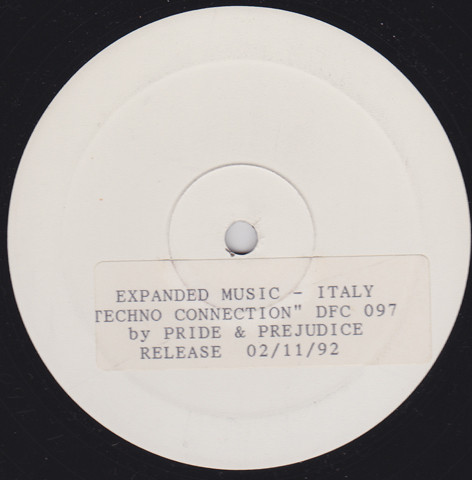 EXPANDED MUSIC - ITALY
TECHNO CONNECTION" DFC 097
by PRIDE & PREJUDICE
RELEASE 02/11/92